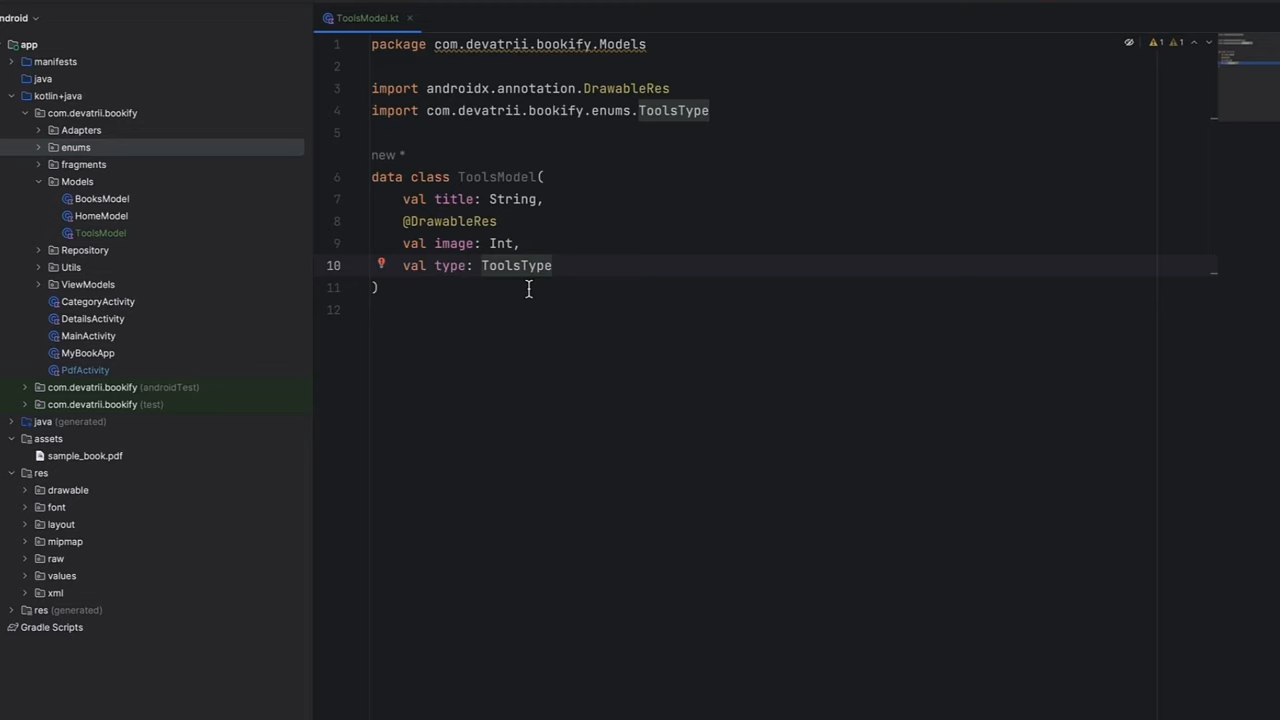 ndroid
app
manifests
java
kotlin+java
com.devatrii.bookify
Adapters
enums
fragments
Models
BooksModel
HomeModel
ToolsModel
Repository
Utils
ViewModels
CategoryActivity
DetailsActivity
MainActivity
MyBookApp
PdfActivity
com.devatrii.bookify (androidTest)
com.devatrii.bookify (test)
java (generated)
assets
sample_book.pdf
res
drawable
font
layout
mipmap
raw
values
xml
res (generated)
Gradle Scripts
ToolsModel.kt
1 package com.devatrii.bookify.Models
2
3 import androidx.annotation.DrawableRes
4 import com.devatrii.bookify.enums.ToolsType
5
new *
6 data class ToolsModel(
7 val title: String,
8 @DrawableRes
9 val image: Int,
10 val type: ToolsType
11 )
12
1 1